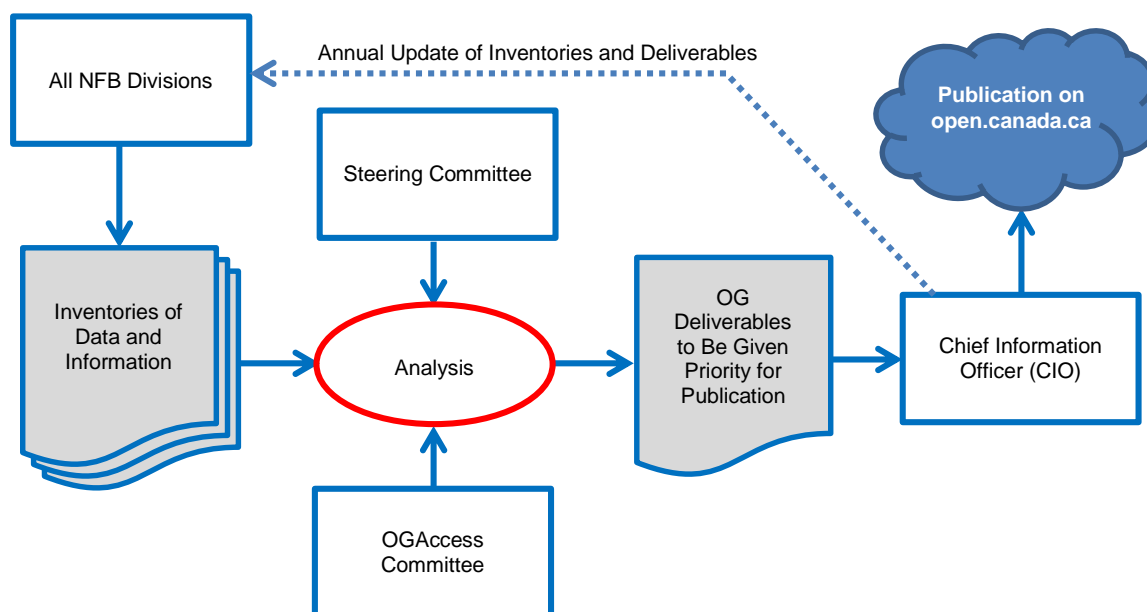 Annual Update of Inventories and Deliverables
All NFB Divisions
Publication on
open.canada.ca
Steering Committee
Inventories of
Data and
Information
Analysis
OG
Deliverables
to Be Given
Priority for
Publication
Chief Information
Officer (CIO)
OGAccess
Committee